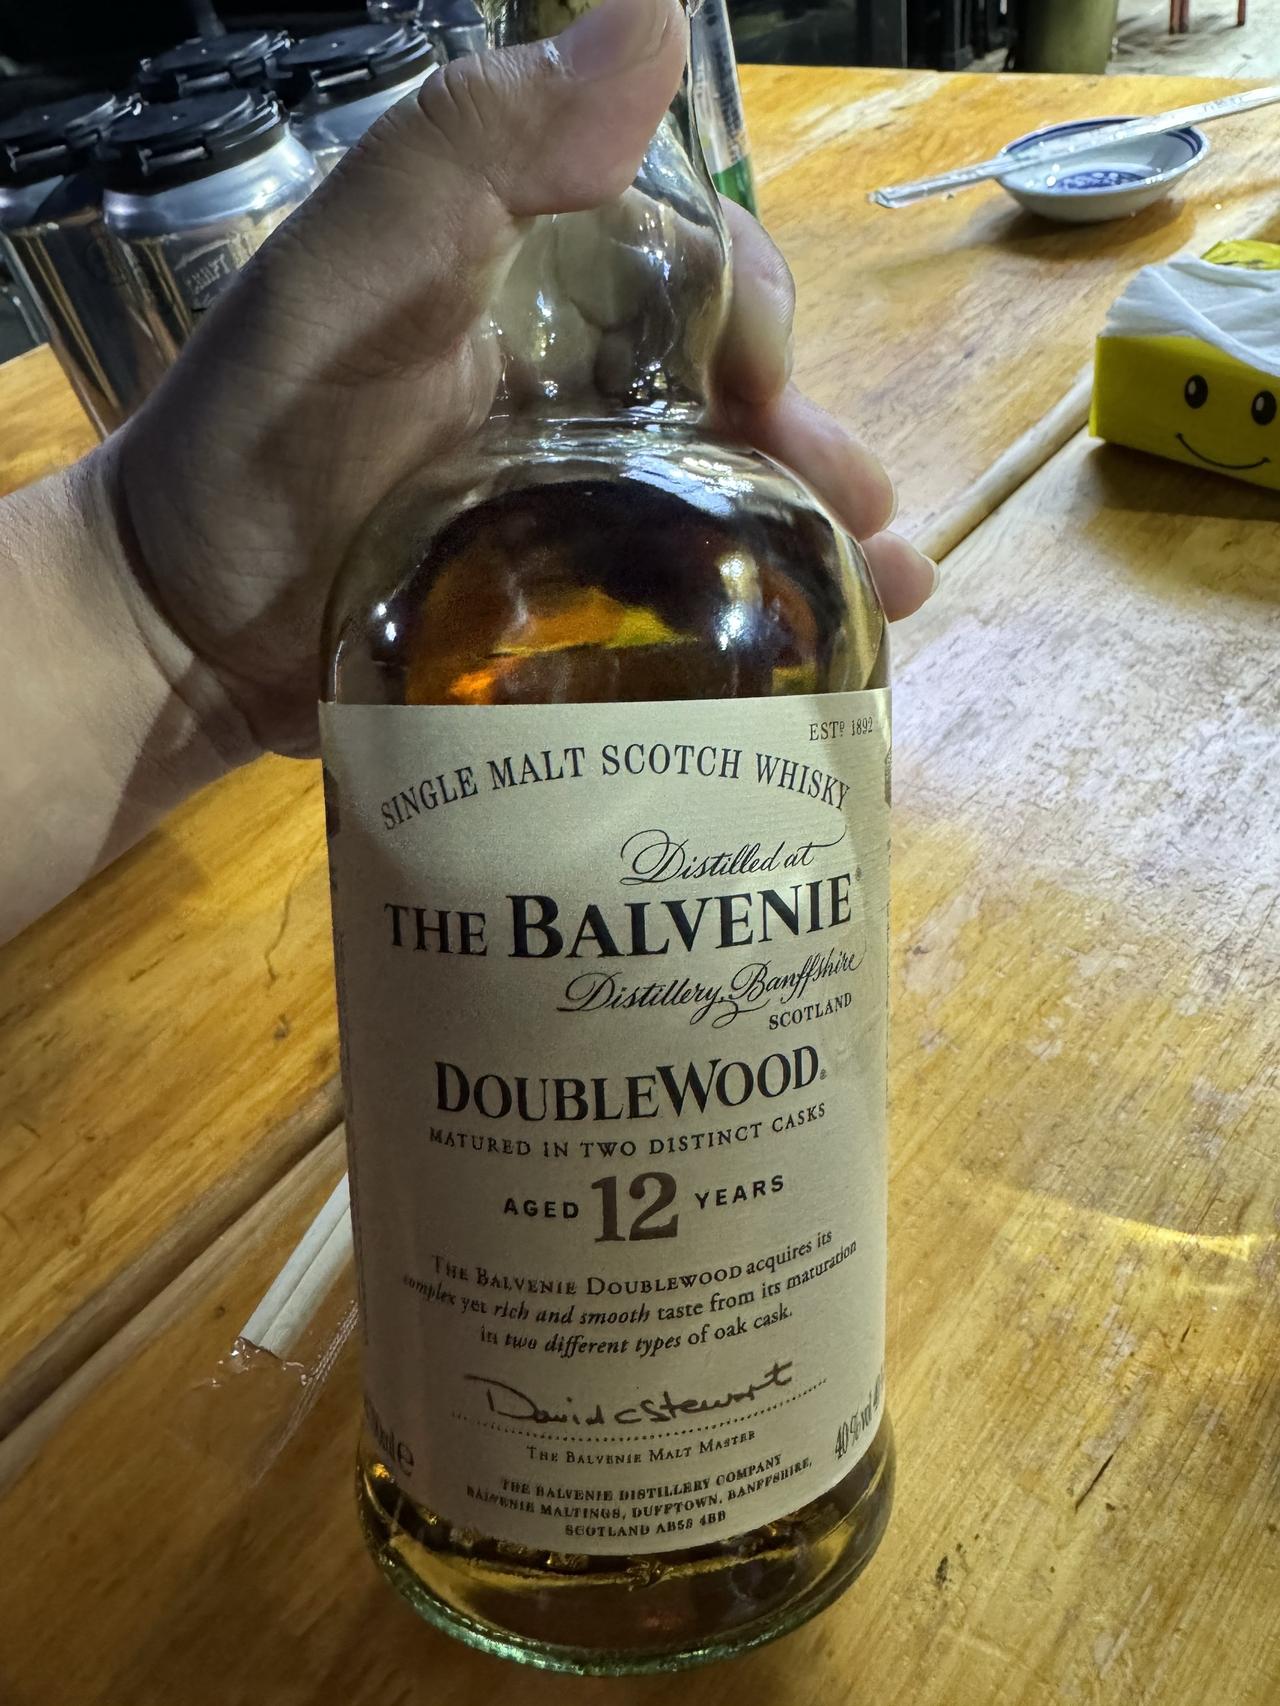 ESTD 1892
SINGLE MALT SCOTCH WHISKY
Distilled at
THE BALVENIE®
Distillery, Banffshire
SCOTLAND
DOUBLEWOOD®
MATURED IN TWO DISTINCT CASKS
AGED 12 YEARS
THE BALVENIE DOUBLEWOOD acquires its
complex yet rich and smooth taste from its maturation
in two different types of oak cask.
David C Stewart
THE BALVENIE MALT MASTER
40% vol
THE BALVENIE DISTILLERY COMPANY
BALVENIE MALTINGS, DUFFTOWN, BANFFSHIRE,
SCOTLAND AB55 4BB